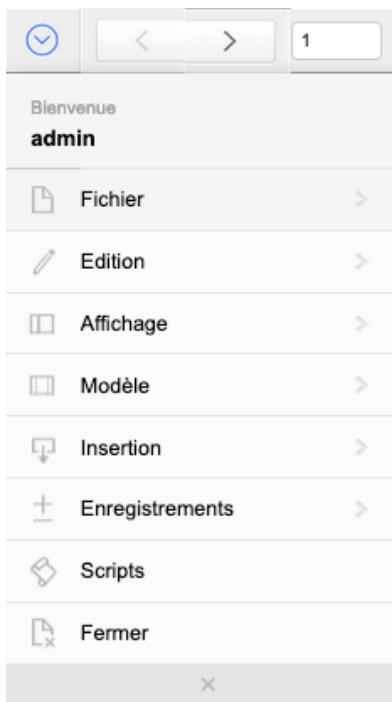 1
Bienvenue
admin
Fichier
Edition
Affichage
Modèle
Insertion
Enregistrements
Scripts
Fermer